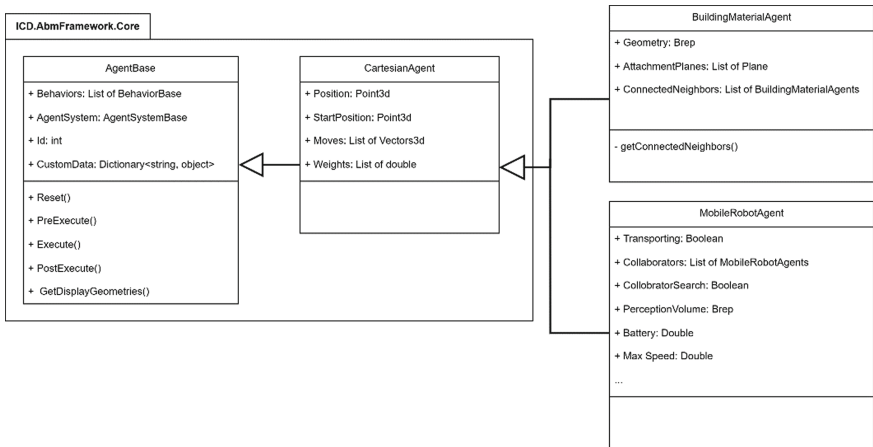 ICD.AbmFramework.Core
AgentBase
+ Behaviors: List of BehaviorBase
+ AgentSystem: AgentSystemBase
+ Id: int
+ CustomData: Dictionary<string, object>
+ Reset()
+ PreExecute()
+ Execute()
+ PostExecute()
+ GetDisplayGeometries()
CartesianAgent
+ Position: Point3d
+ StartPosition: Point3d
+ Moves: List of Vectors3d
+ Weights: List of double
BuildingMaterialAgent
+ Geometry: Brep
+ AttachmentPlanes: List of Plane
+ ConnectedNeighbors: List of BuildingMaterialAgents
- getConnectedNeighbors()
MobileRobotAgent
+ Transporting: Boolean
+ Collaborators: List of MobileRobotAgents
+ CollobratorSearch: Boolean
+ PerceptionVolume: Brep
+ Battery: Double
+ Max Speed: Double
...